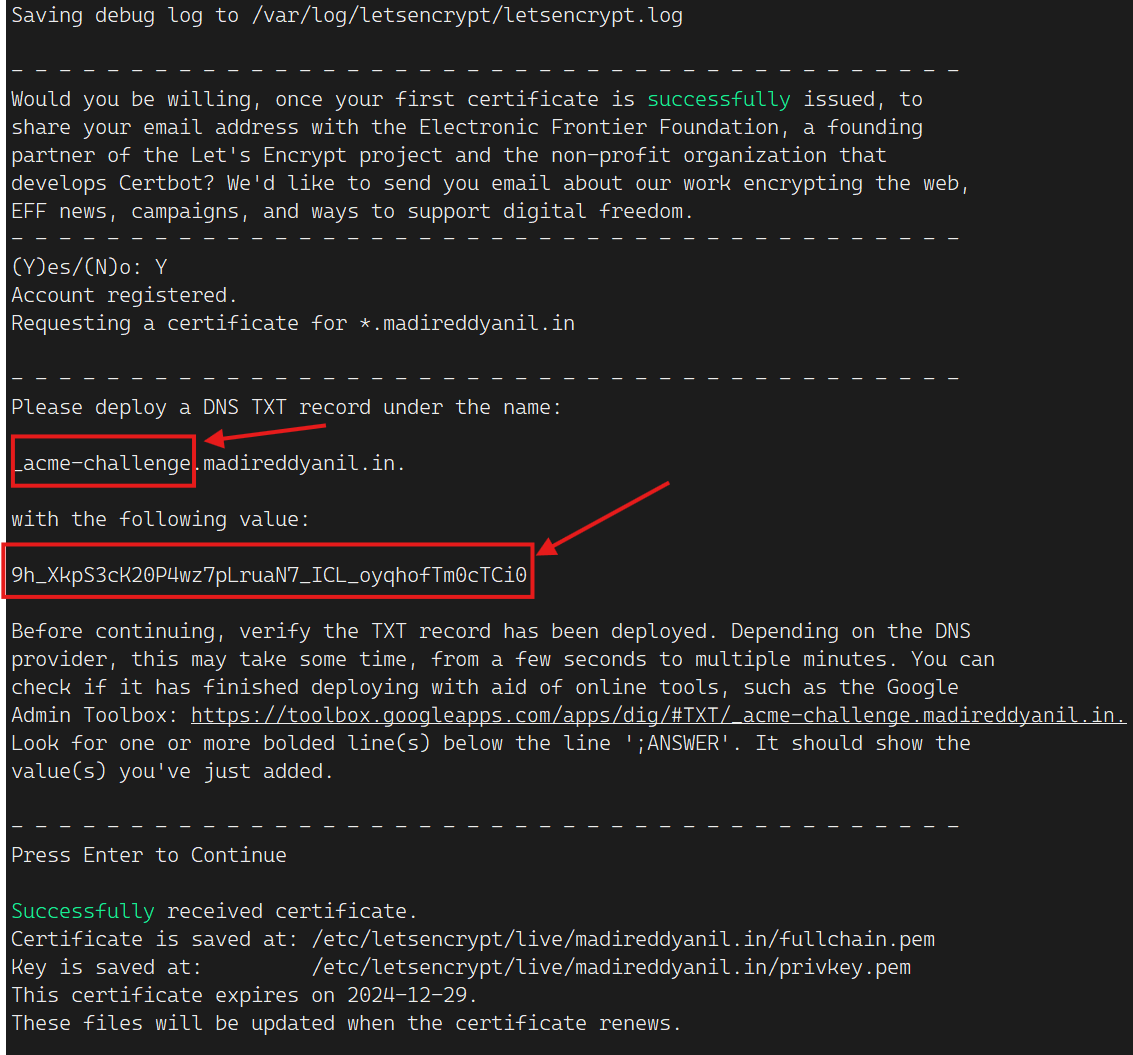 Saving debug log to /var/log/letsencrypt/letsencrypt.log
- - - - - - - - - - - - - - - - - - - - - - - - - - - - - - - - - - - - - - - -
Would you be willing, once your first certificate is successfully issued, to
share your email address with the Electronic Frontier Foundation, a founding
partner of the Let's Encrypt project and the non-profit organization that
develops Certbot? We'd like to send you email about our work encrypting the web,
EFF news, campaigns, and ways to support digital freedom.
- - - - - - - - - - - - - - - - - - - - - - - - - - - - - - - - - - - - - - - -
(Y)es/(N)o: Y
Account registered.
Requesting a certificate for *.madireddyanil.in
- - - - - - - - - - - - - - - - - - - - - - - - - - - - - - - - - - - - - - - -
Please deploy a DNS TXT record under the name:
_acme-challenge.madireddyanil.in.
with the following value:
9h_XkpS3cK20P4wz7pLruaN7_ICL_oyqhofTm0cTCi0
Before continuing, verify the TXT record has been deployed. Depending on the DNS
provider, this may take some time, from a few seconds to multiple minutes. You can
check if it has finished deploying with aid of online tools, such as the Google
Admin Toolbox: https://toolbox.googleapps.com/apps/dig/#TXT/_acme-challenge.madireddyanil.in.
Look for one or more bolded line(s) below the line ';ANSWER'. It should show the
value(s) you've just added.
- - - - - - - - - - - - - - - - - - - - - - - - - - - - - - - - - - - - - - - -
Press Enter to Continue
Successfully received certificate.
Certificate is saved at: /etc/letsencrypt/live/madireddyanil.in/fullchain.pem
Key is saved at:         /etc/letsencrypt/live/madireddyanil.in/privkey.pem
This certificate expires on 2024-12-29.
These files will be updated when the certificate renews.